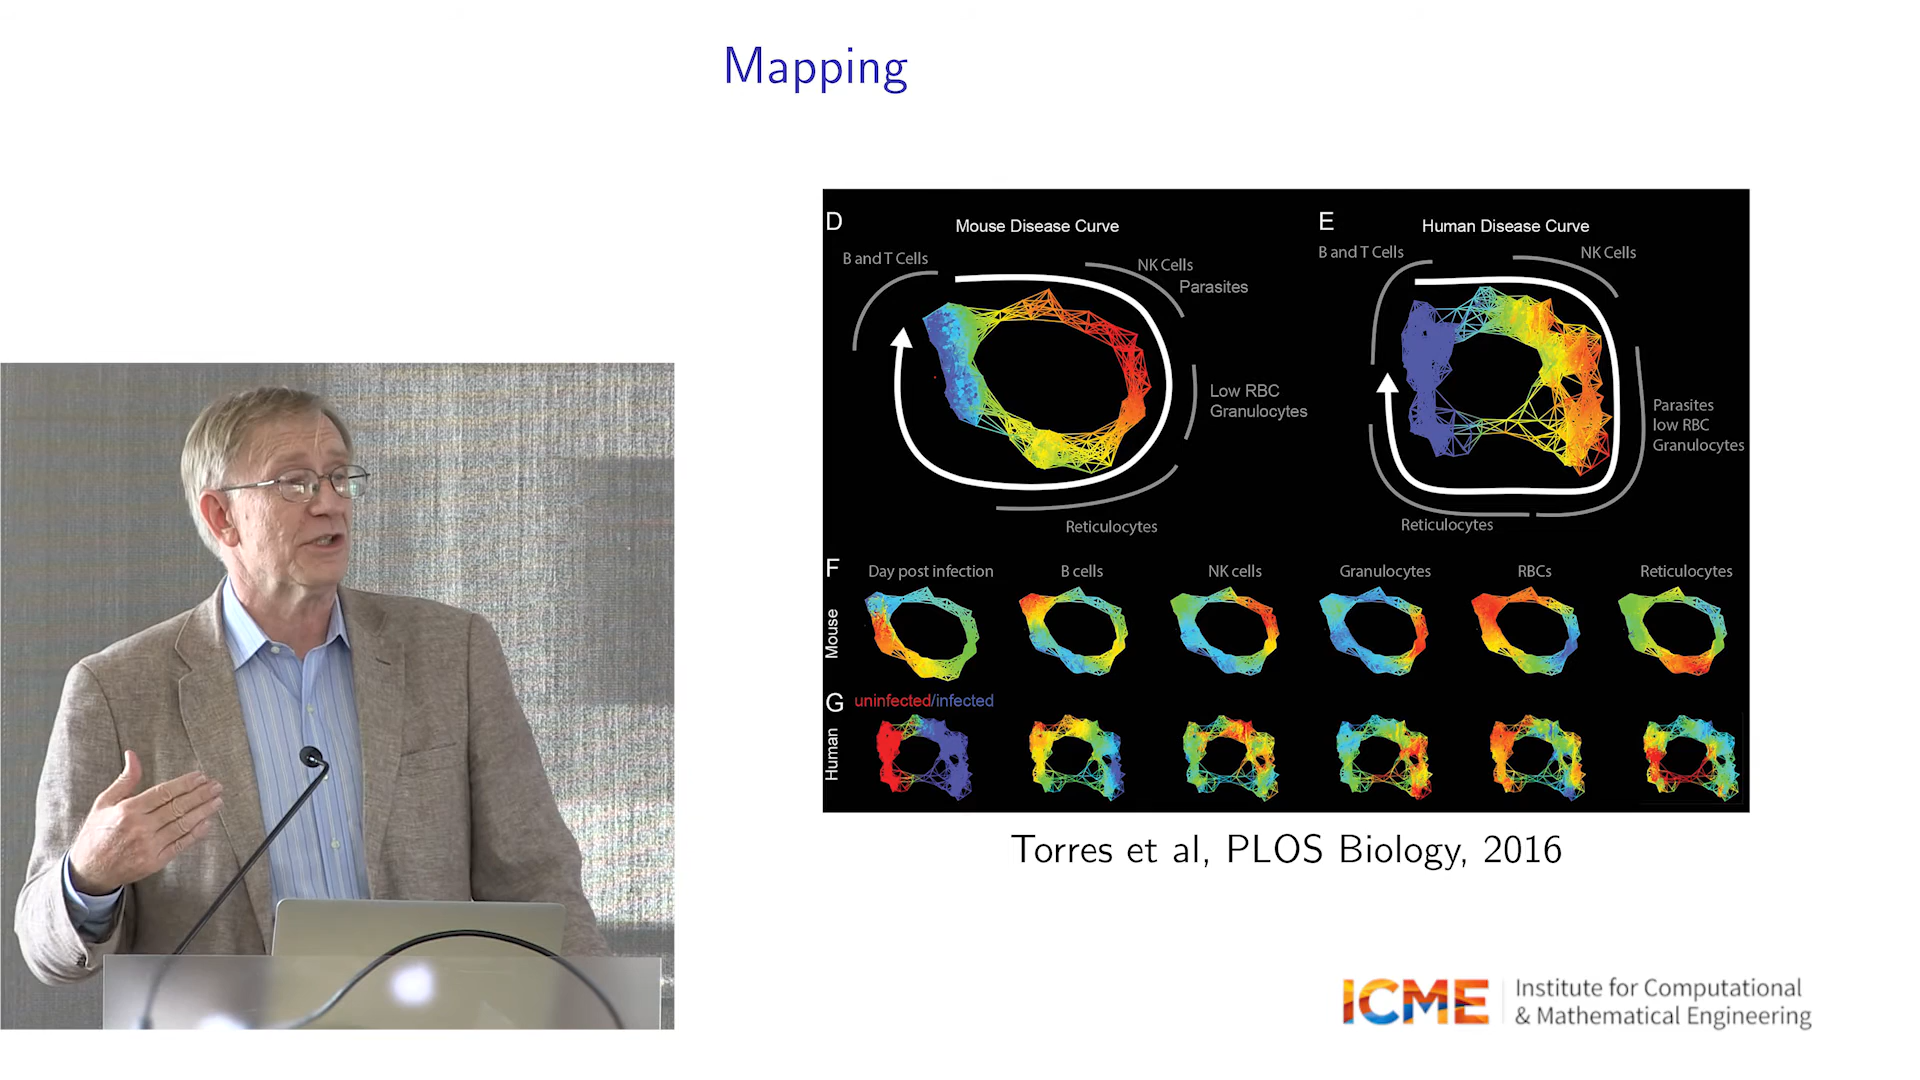 Mapping
D
Mouse Disease Curve
B and T Cells
NK Cells
Parasites
Low RBC
Granulocytes
Reticulocytes
E
Human Disease Curve
B and T Cells
NK Cells
Parasites
low RBC
Granulocytes
Reticulocytes
F
Day post infection
B cells
NK cells
Granulocytes
RBCs
Reticulocytes
Mouse
G
uninfected/infected
Human
Torres et al, PLOS Biology, 2016
ICME
Institute for Computational
& Mathematical Engineering